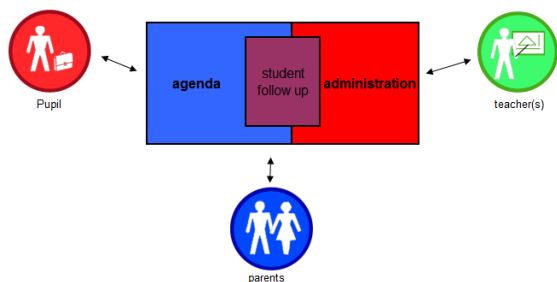 agenda
student
follow up
administration
Pupil
teacher(s)
parents